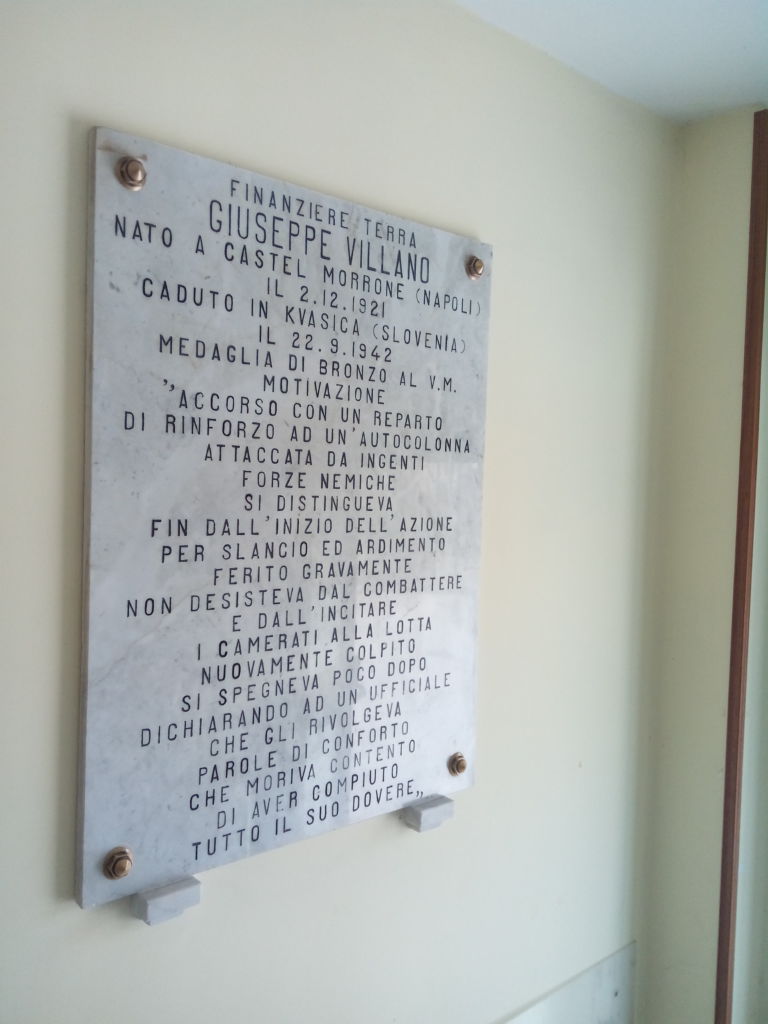 FINANZIERE TERRA
GIUSEPPE VILLANO
NATO A CASTEL MORRONE (NAPOLI)
IL 2.12.1921
CADUTO IN KVASICA (SLOVENIA)
IL 22.9.1942
MEDAGLIA DI BRONZO AL V.M.
MOTIVAZIONE
,,ACCORSO CON UN REPARTO
DI RINFORZO AD UN'AUTOCOLONNA
ATTACCATA DA INGENTI
FORZE NEMICHE
SI DISTINGUEVA
FIN DALL'INIZIO DELL'AZIONE
PER SLANCIO ED ARDIMENTO
FERITO GRAVAMENTE
NON DESISTEVA DAL COMBATTERE
E DALL'INCITARE
I CAMERATI ALLA LOTTA
NUOVAMENTE COLPITO
SI SPEGNEVA POCO DOPO
DICHIARANDO AD UN UFFICIALE
CHE GLI RIVOLGEVA
PAROLE DI CONFORTO
CHE MORIVA CONTENTO
DI AVER COMPIUTO
TUTTO IL SUO DOVERE,,